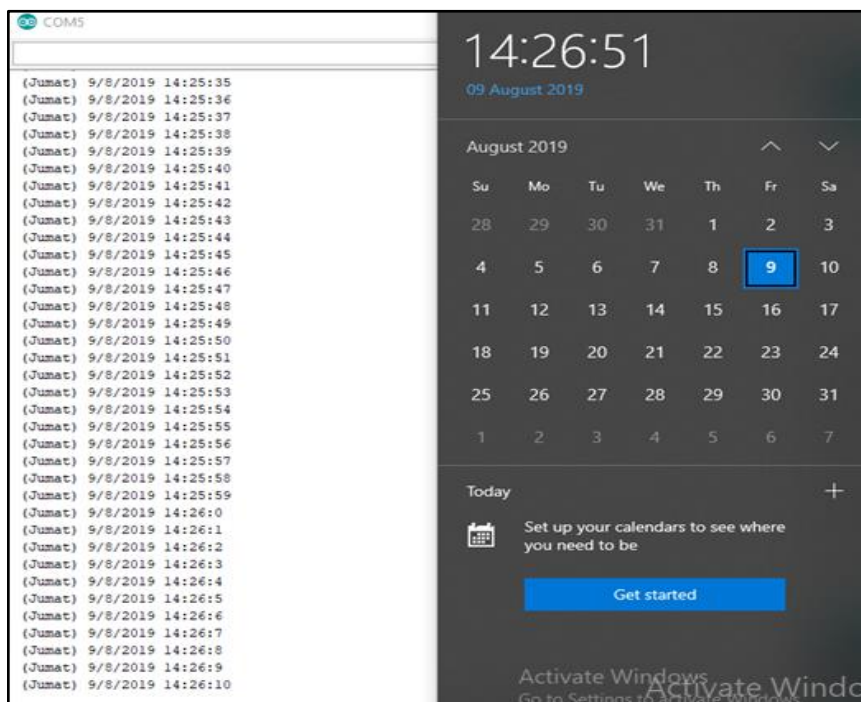 COM5
(Jumat) 9/8/2019 14:25:35
(Jumat) 9/8/2019 14:25:36
(Jumat) 9/8/2019 14:25:37
(Jumat) 9/8/2019 14:25:38
(Jumat) 9/8/2019 14:25:39
(Jumat) 9/8/2019 14:25:40
(Jumat) 9/8/2019 14:25:41
(Jumat) 9/8/2019 14:25:42
(Jumat) 9/8/2019 14:25:43
(Jumat) 9/8/2019 14:25:44
(Jumat) 9/8/2019 14:25:45
(Jumat) 9/8/2019 14:25:46
(Jumat) 9/8/2019 14:25:47
(Jumat) 9/8/2019 14:25:48
(Jumat) 9/8/2019 14:25:49
(Jumat) 9/8/2019 14:25:50
(Jumat) 9/8/2019 14:25:51
(Jumat) 9/8/2019 14:25:52
(Jumat) 9/8/2019 14:25:53
(Jumat) 9/8/2019 14:25:54
(Jumat) 9/8/2019 14:25:55
(Jumat) 9/8/2019 14:25:56
(Jumat) 9/8/2019 14:25:57
(Jumat) 9/8/2019 14:25:58
(Jumat) 9/8/2019 14:25:59
(Jumat) 9/8/2019 14:26:0
(Jumat) 9/8/2019 14:26:1
(Jumat) 9/8/2019 14:26:2
(Jumat) 9/8/2019 14:26:3
(Jumat) 9/8/2019 14:26:4
(Jumat) 9/8/2019 14:26:5
(Jumat) 9/8/2019 14:26:6
(Jumat) 9/8/2019 14:26:7
(Jumat) 9/8/2019 14:26:8
(Jumat) 9/8/2019 14:26:9
(Jumat) 9/8/2019 14:26:10
14:26:51
09 August 2019
August 2019
Su Mo Tu We Th Fr Sa
28 29 30 31 1 2 3
4 5 6 7 8 9 10
11 12 13 14 15 16 17
18 19 20 21 22 23 24
25 26 27 28 29 30 31
1 2 3 4 5 6 7
Today
Set up your calendars to see where
you need to be
Get started
Activate Windows
Activate Windo
Go to Settings to activate Windows